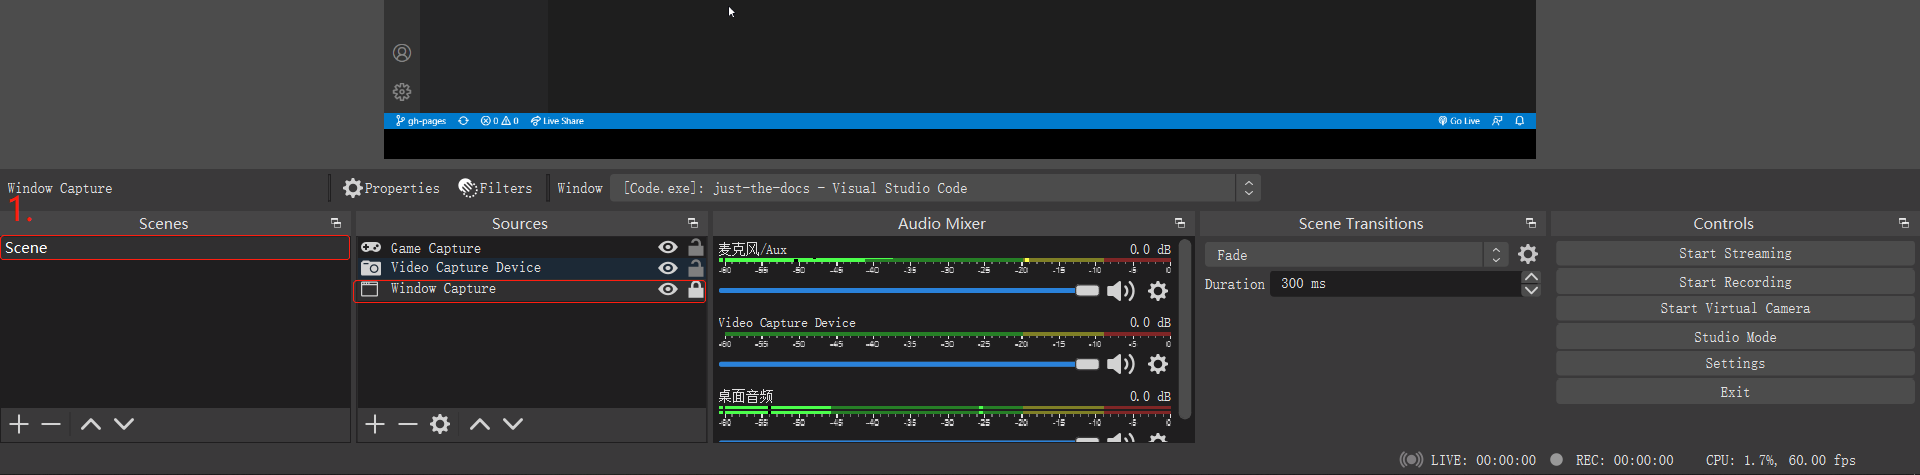 gh-pages 0 0 Live Share Go Live
Window Capture Properties Filters Window [Code.exe]: just-the-docs - Visual Studio Code
1.
Scenes
Scene
Sources
Game Capture
Video Capture Device
Window Capture
Audio Mixer
麦克风/Aux 0.0 dB
-60 -55 -50 -45 -40 -35 -30 -25 -20 -15 -10 -5 0
Video Capture Device 0.0 dB
-60 -55 -50 -45 -40 -35 -30 -25 -20 -15 -10 -5 0
桌面音频 0.0 dB
-60 -55 -50 -45 -40 -35 -30 -25 -20 -15 -10 -5 0
Scene Transitions
Fade
Duration 300 ms
Controls
Start Streaming
Start Recording
Start Virtual Camera
Studio Mode
Settings
Exit
LIVE: 00:00:00 REC: 00:00:00 CPU: 1.7%, 60.00 fps